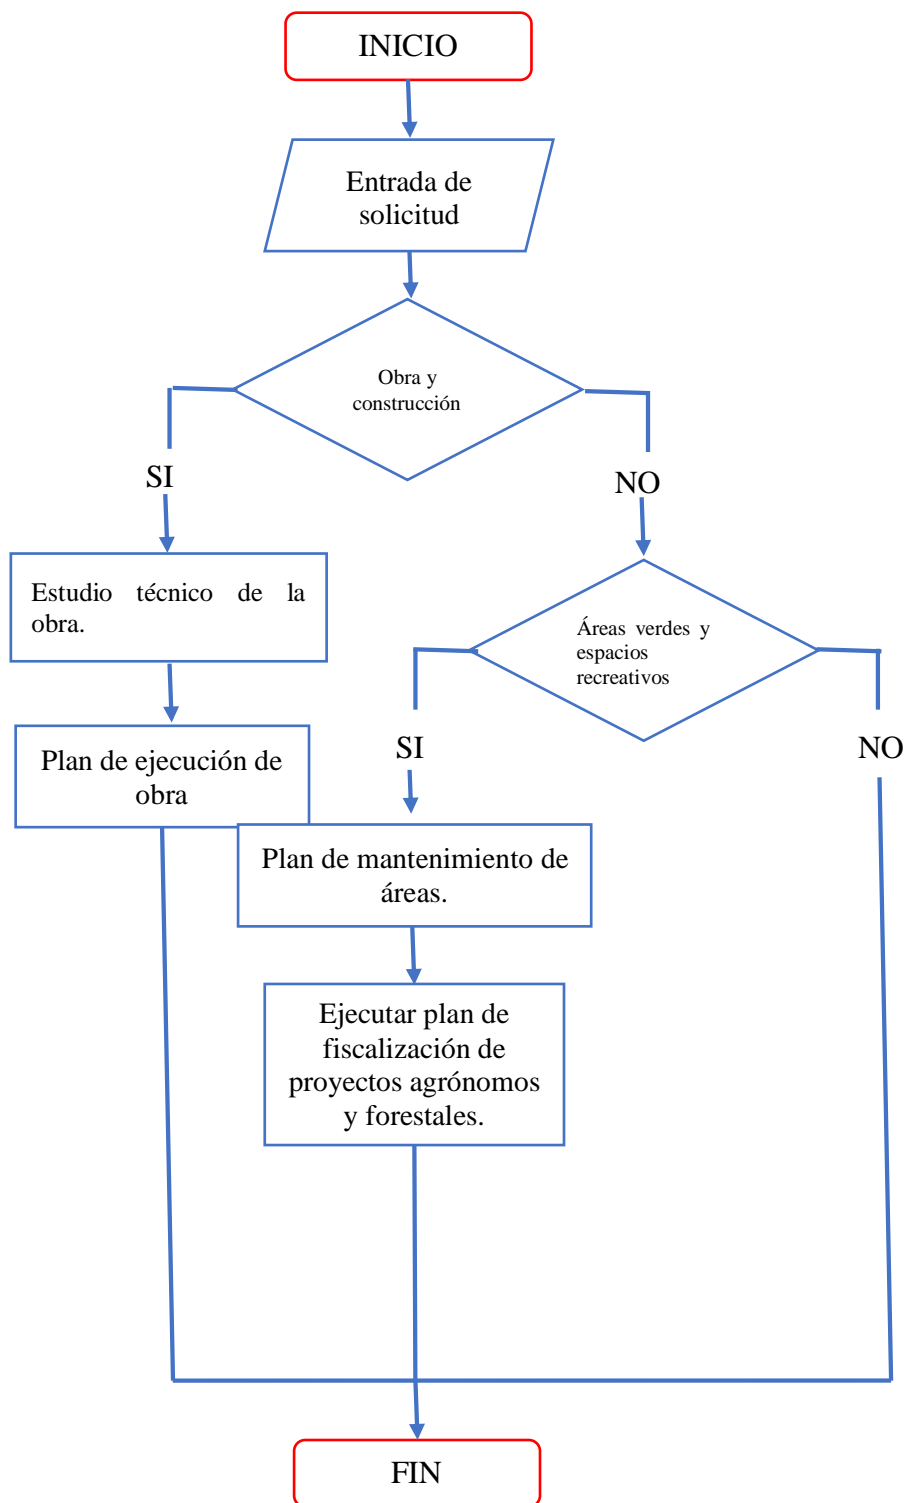 INICIO
Entrada de
solicitud
Obra y
construcción
SI
NO
Estudio técnico de la
obra.
Áreas verdes y
espacios
recreativos
Plan de ejecución de
obra
SI
NO
Plan de mantenimiento de
áreas.
Ejecutar plan de
fiscalización de
proyectos agrónomos
y forestales.
FIN